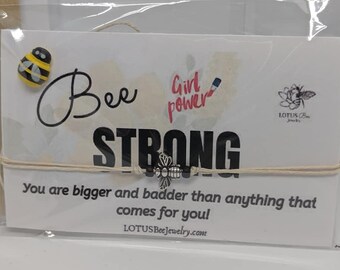 Bee
Girl
power
LOTUS Bee
Jewelry
STRONG
You are bigger and badder than anything that
comes for you!
LOTUSBeeJewelry.com